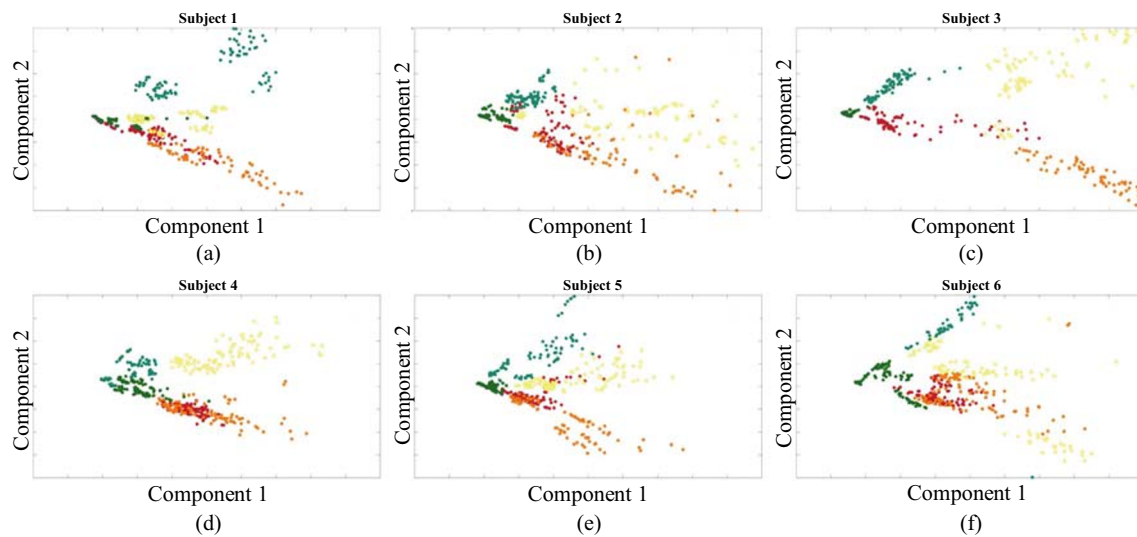 Subject 1
Component 2
Component 1
(a)
Subject 2
Component 2
Component 1
(b)
Subject 3
Component 2
Component 1
(c)
Subject 4
Component 2
Component 1
(d)
Subject 5
Component 2
Component 1
(e)
Subject 6
Component 2
Component 1
(f)